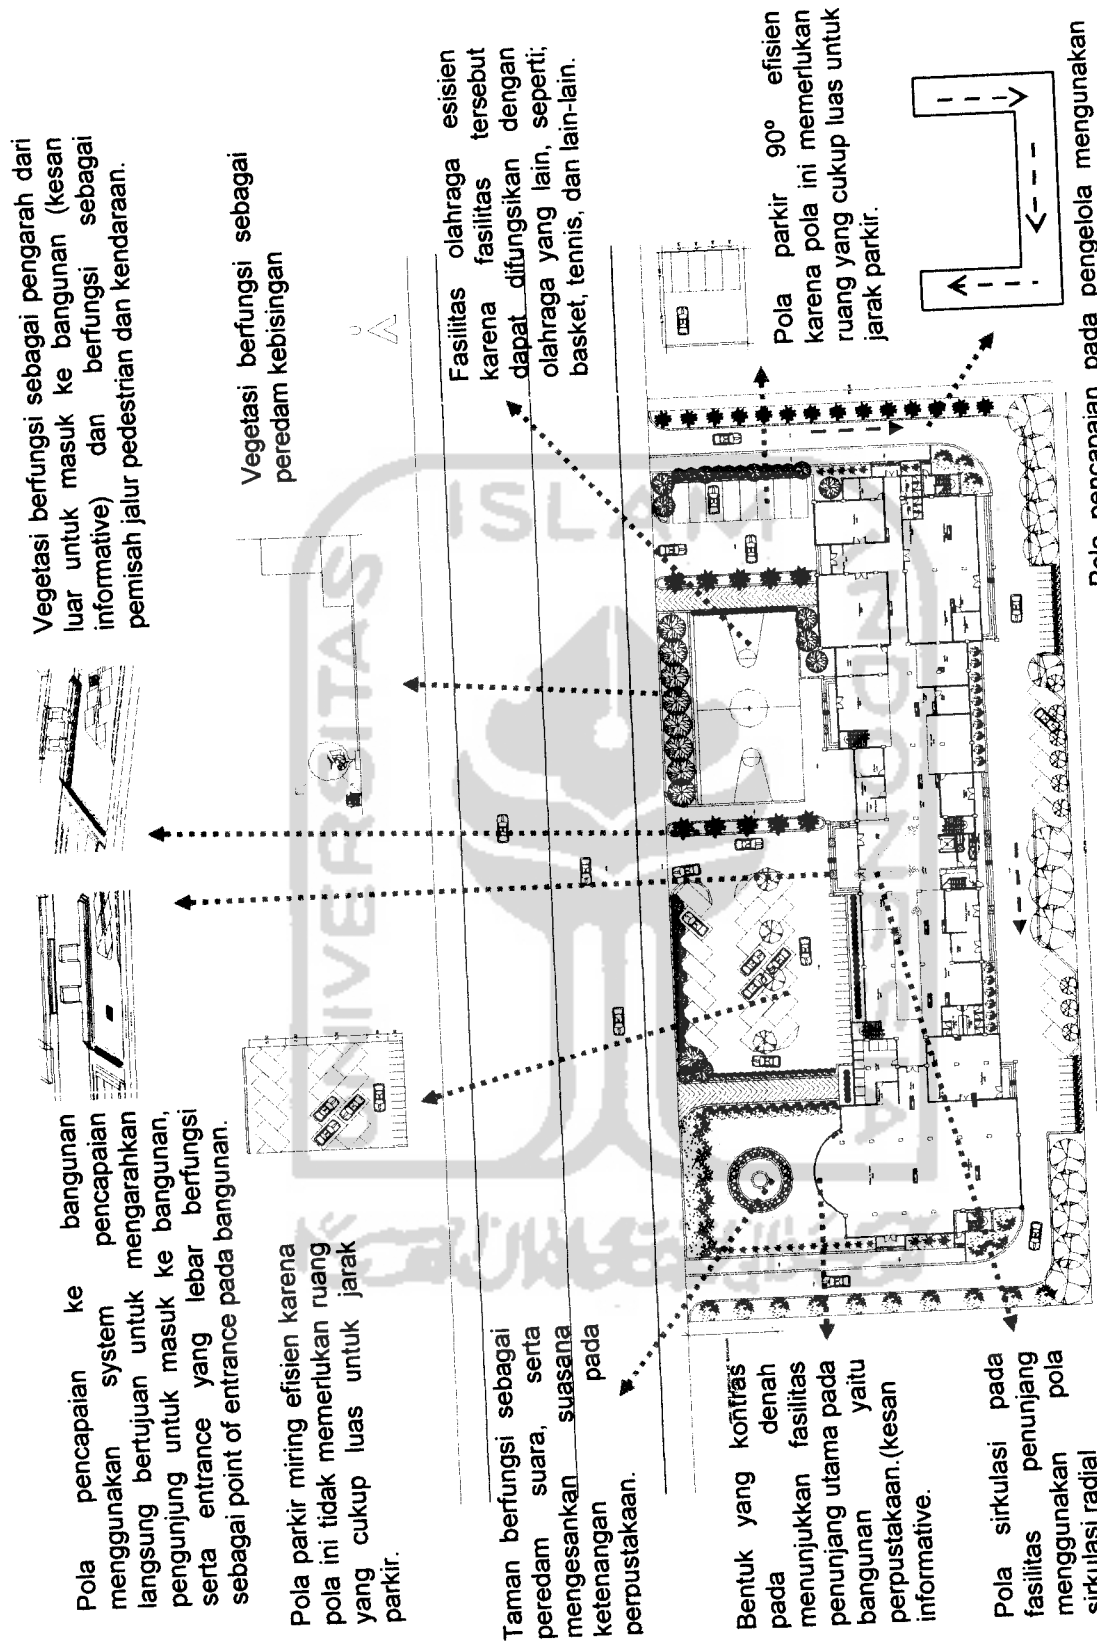 Pola pencapaian ke bangunan
menggunakan system pencapaian
langsung bertujuan untuk mengarahkan
pengunjung untuk masuk ke bangunan,
serta entrance yang lebar berfungsi
sebagai point of entrance pada bangunan.
Vegetasi berfungsi sebagai pengarah dari
luar untuk masuk ke bangunan (kesan
informative) dan berfungsi sebagai
pemisah jalur pedestrian dan kendaraan.
Pola parkir miring efisien karena
pola ini tidak memerlukan ruang
yang cukup luas untuk jarak
parkir.
Vegetasi berfungsi sebagai
peredam kebisingan
Taman berfungsi sebagai
peredam suara, serta
mengesankan suasana
ketenangan pada
perpustakaan.
Fasilitas olahraga esisien
karena fasilitas tersebut
dapat difungsikan dengan
olahraga yang lain, seperti;
basket, tennis, dan lain-lain.
Bentuk yang kontras
pada denah
menunjukkan fasilitas
penunjang utama pada
bangunan yaitu
perpustakaan.(kesan
informative.
Pola parkir 90º efisien
karena pola ini memerlukan
ruang yang cukup luas untuk
jarak parkir.
Pola sirkulasi pada
fasilitas penunjang
menggunakan pola
sirkulasi radial
Pola pencapaian pada pengelola mengunakan
UNIVERSITAS
ISLAM
INDONESIA